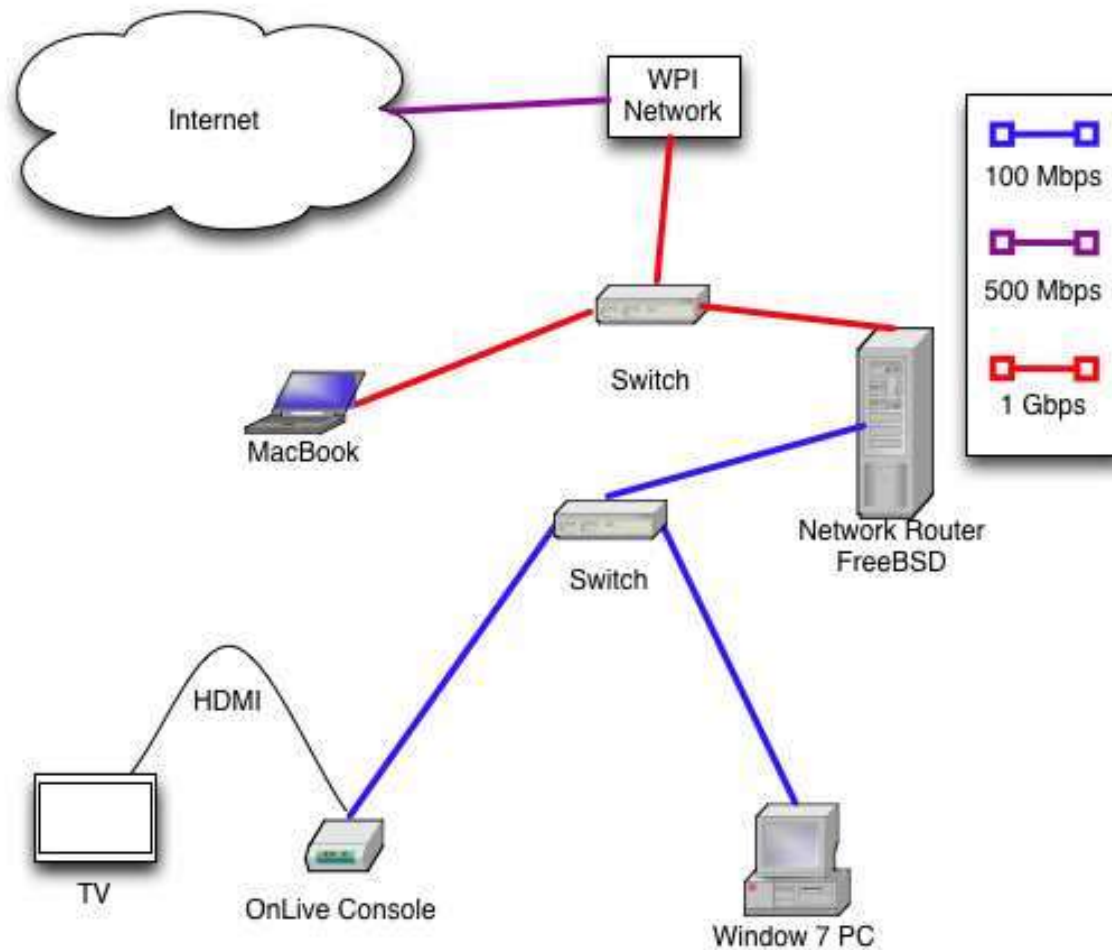 Internet
WPI
Network
100 Mbps
500 Mbps
1 Gbps
Switch
MacBook
Network Router
FreeBSD
Switch
HDMI
TV
OnLive Console
Window 7 PC